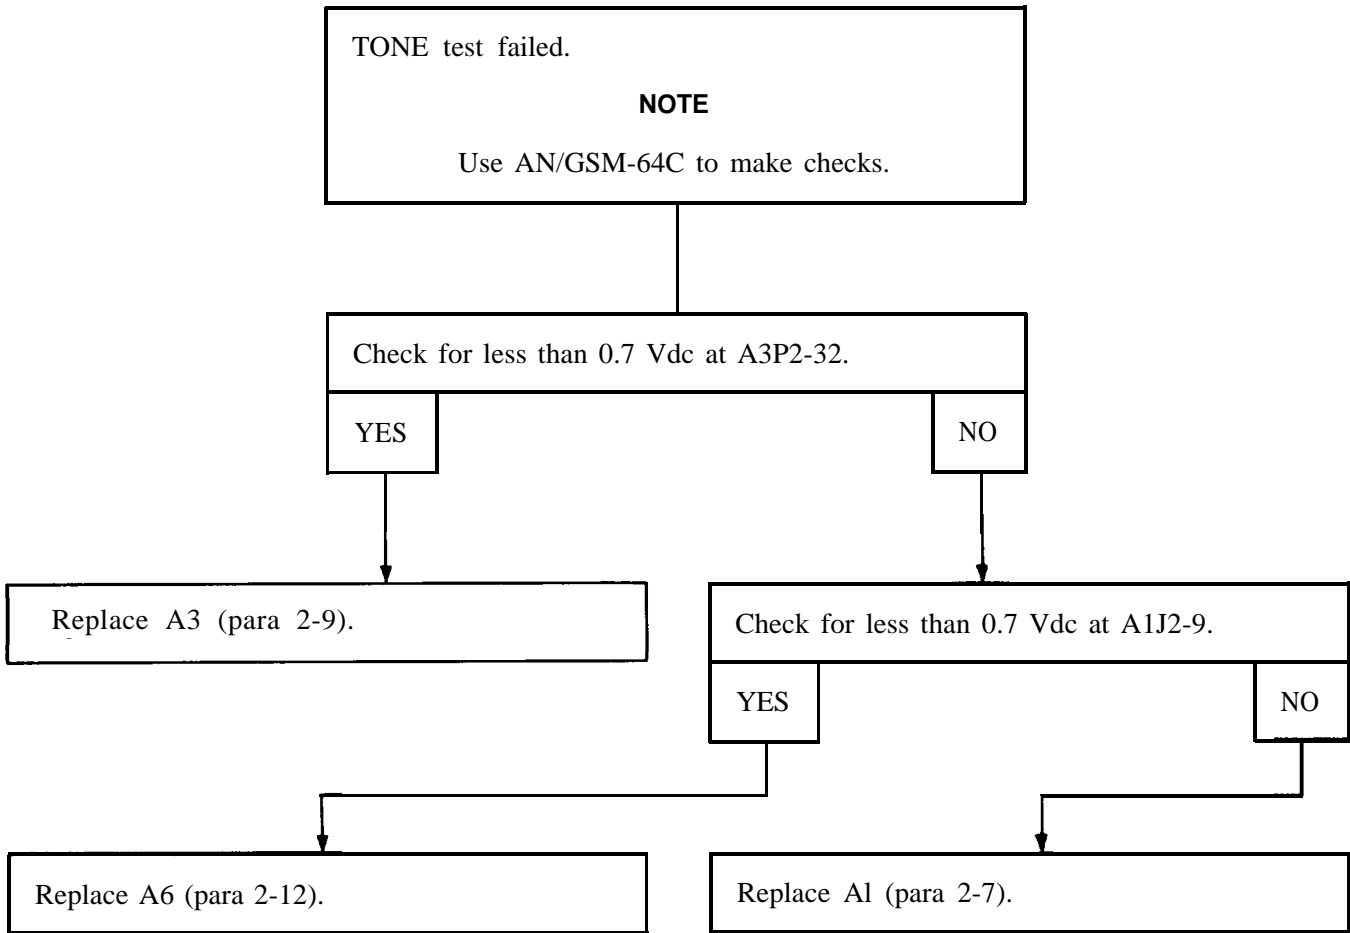 TONE test failed.
NOTE
Use AN/GSM-64C to make checks.
Check for less than 0.7 Vdc at A3P2-32.
YES
NO
Replace A3 (para 2-9).
Check for less than 0.7 Vdc at A1J2-9.
YES
NO
Replace A6 (para 2-12).
Replace Al (para 2-7).